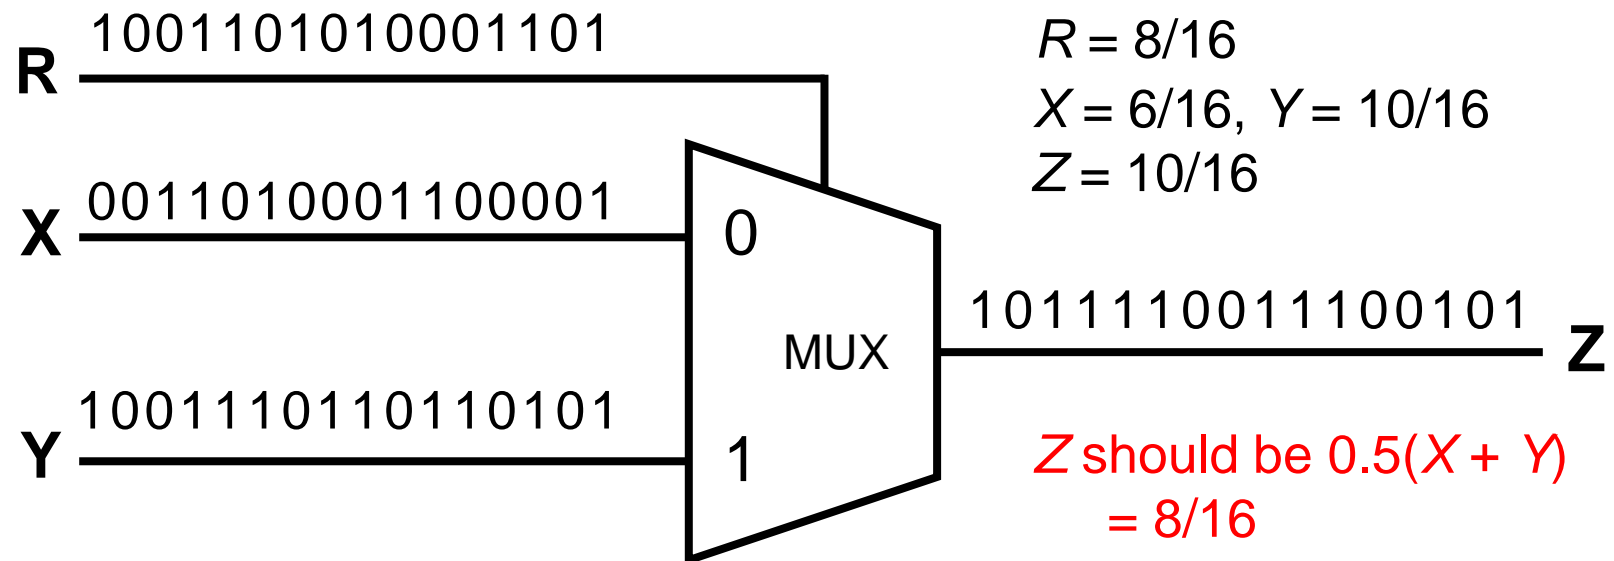 R 1001101010001101
X 0011010001100001
Y 1001110110110101
0
1
MUX
1011110011100101 Z
R = 8/16
X = 6/16, Y = 10/16
Z = 10/16
Z should be 0.5(X + Y)
= 8/16